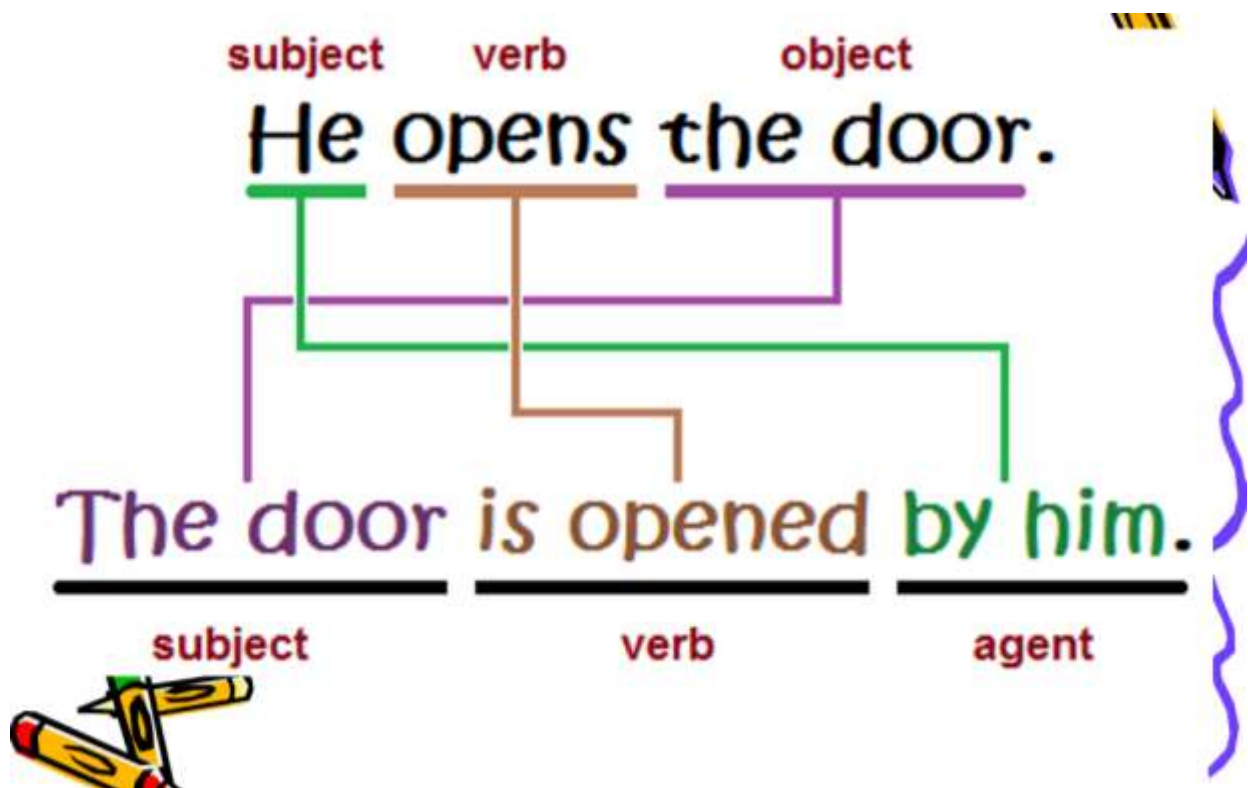 subject verb object
He opens the door.
The door is opened by him.
subject verb agent